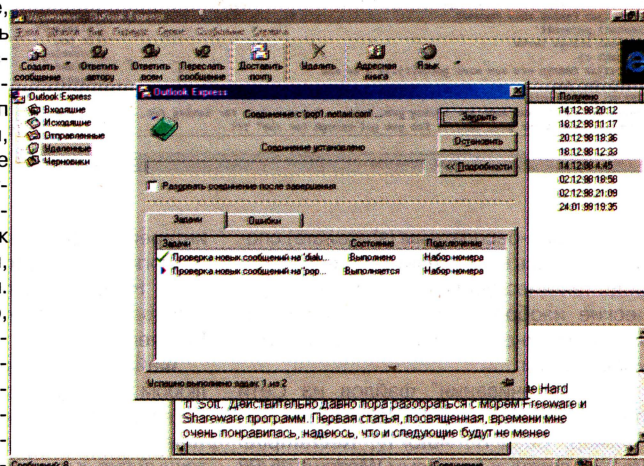 Outlook Express
Создать сообщение
Ответить автору
Ответить всем
Переслать сообщение
Доставить почту
Удалить
Адресная книга
Язык
Outlook Express
Входящие
Исходящие
Отправленные
Удаленные
Черновики
Получено
14.12.98 20:12
18.12.98 11:17
20.12.98 18:36
18.12.98 12:33
14.12.98 4:45
02.12.98 18:58
02.12.98 21:09
24.01.99 19:35
Соединение с 'pop1.nottaxi.com'
Соединение установлено
Закрыть
Остановить
<< Подробности
Разорвать соединение после завершения
Задачи Ошибки
Задачи Состояние Подключение
Проверка новых сообщений на 'dialu... Выполнено Набор номера
Проверка новых сообщений на 'pop... Выполняется Набор номера
Успешно выполнено задач: 1 из 2
Hard
'n' Soft. Действительно давно пора разобраться с морем Freeware и
Shareware программ. Первая статья, посвященная, времени мне
очень понравилась, надеюсь, что и следующие будут не менее